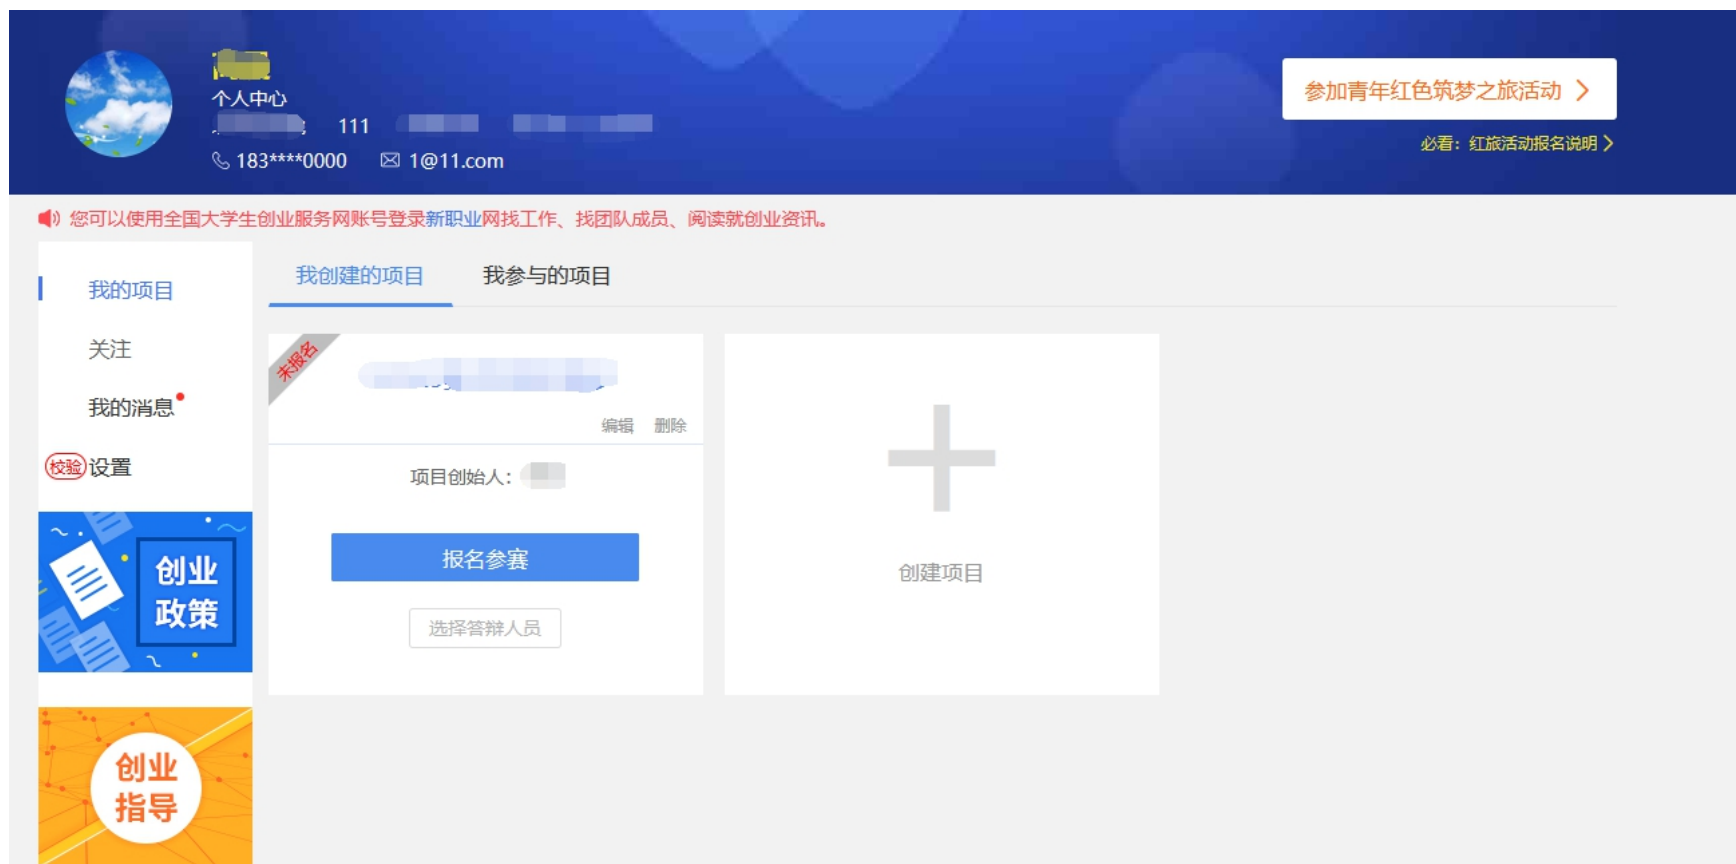 个人中心
111
183****0000 1@11.com
参加青年红色筑梦之旅活动
必看：红旅活动报名说明
您可以使用全国大学生创业服务网账号登录新职业网找工作、找团队成员、阅读就创业资讯。
我的项目
关注
我的消息
校验 设置
创业
政策
创业
指导
我创建的项目 我参与的项目
未报名
编辑 删除
项目创始人：
报名参赛
选择答辩人员
创建项目